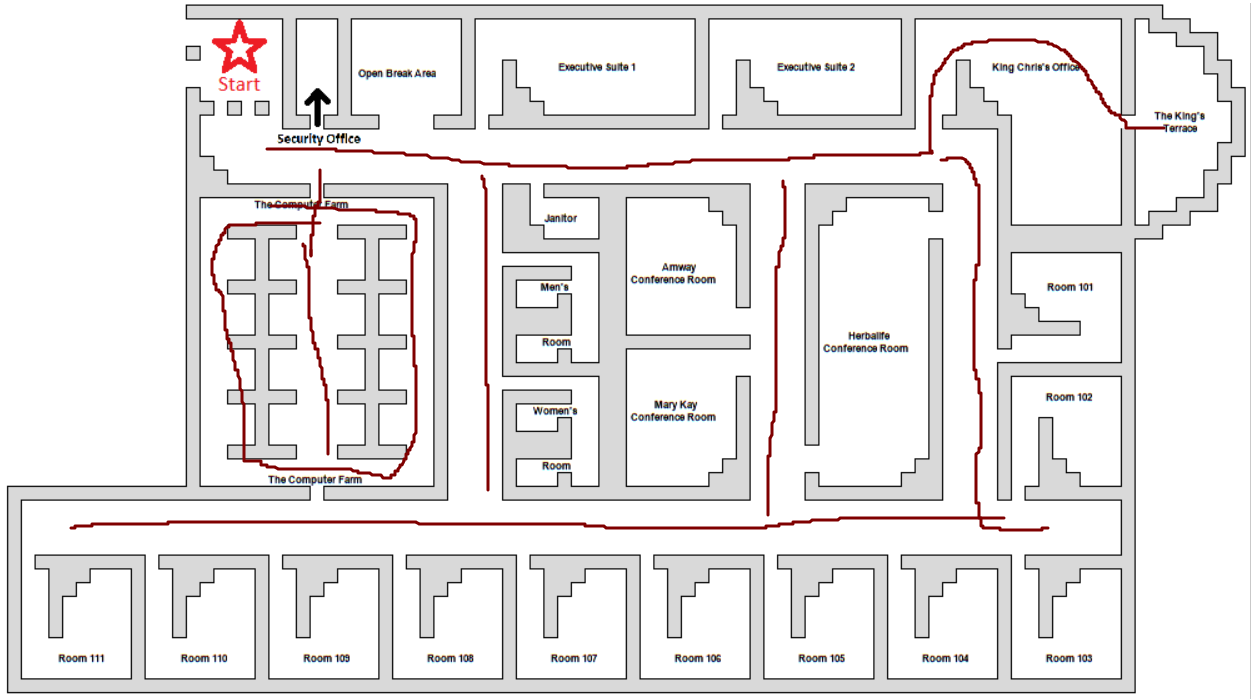 Start
Open Break Area
Executive Suite 1
Executive Suite 2
King Chris's Office
The King's
Terrace
Security Office
The Computer Farm
Janitor
Amway
Conference Room
Men's
Room
Room 101
Herbalife
Conference Room
Women's
Room
Mary Kay
Conference Room
Room 102
The Computer Farm
Room 111
Room 110
Room 109
Room 108
Room 107
Room 106
Room 105
Room 104
Room 103